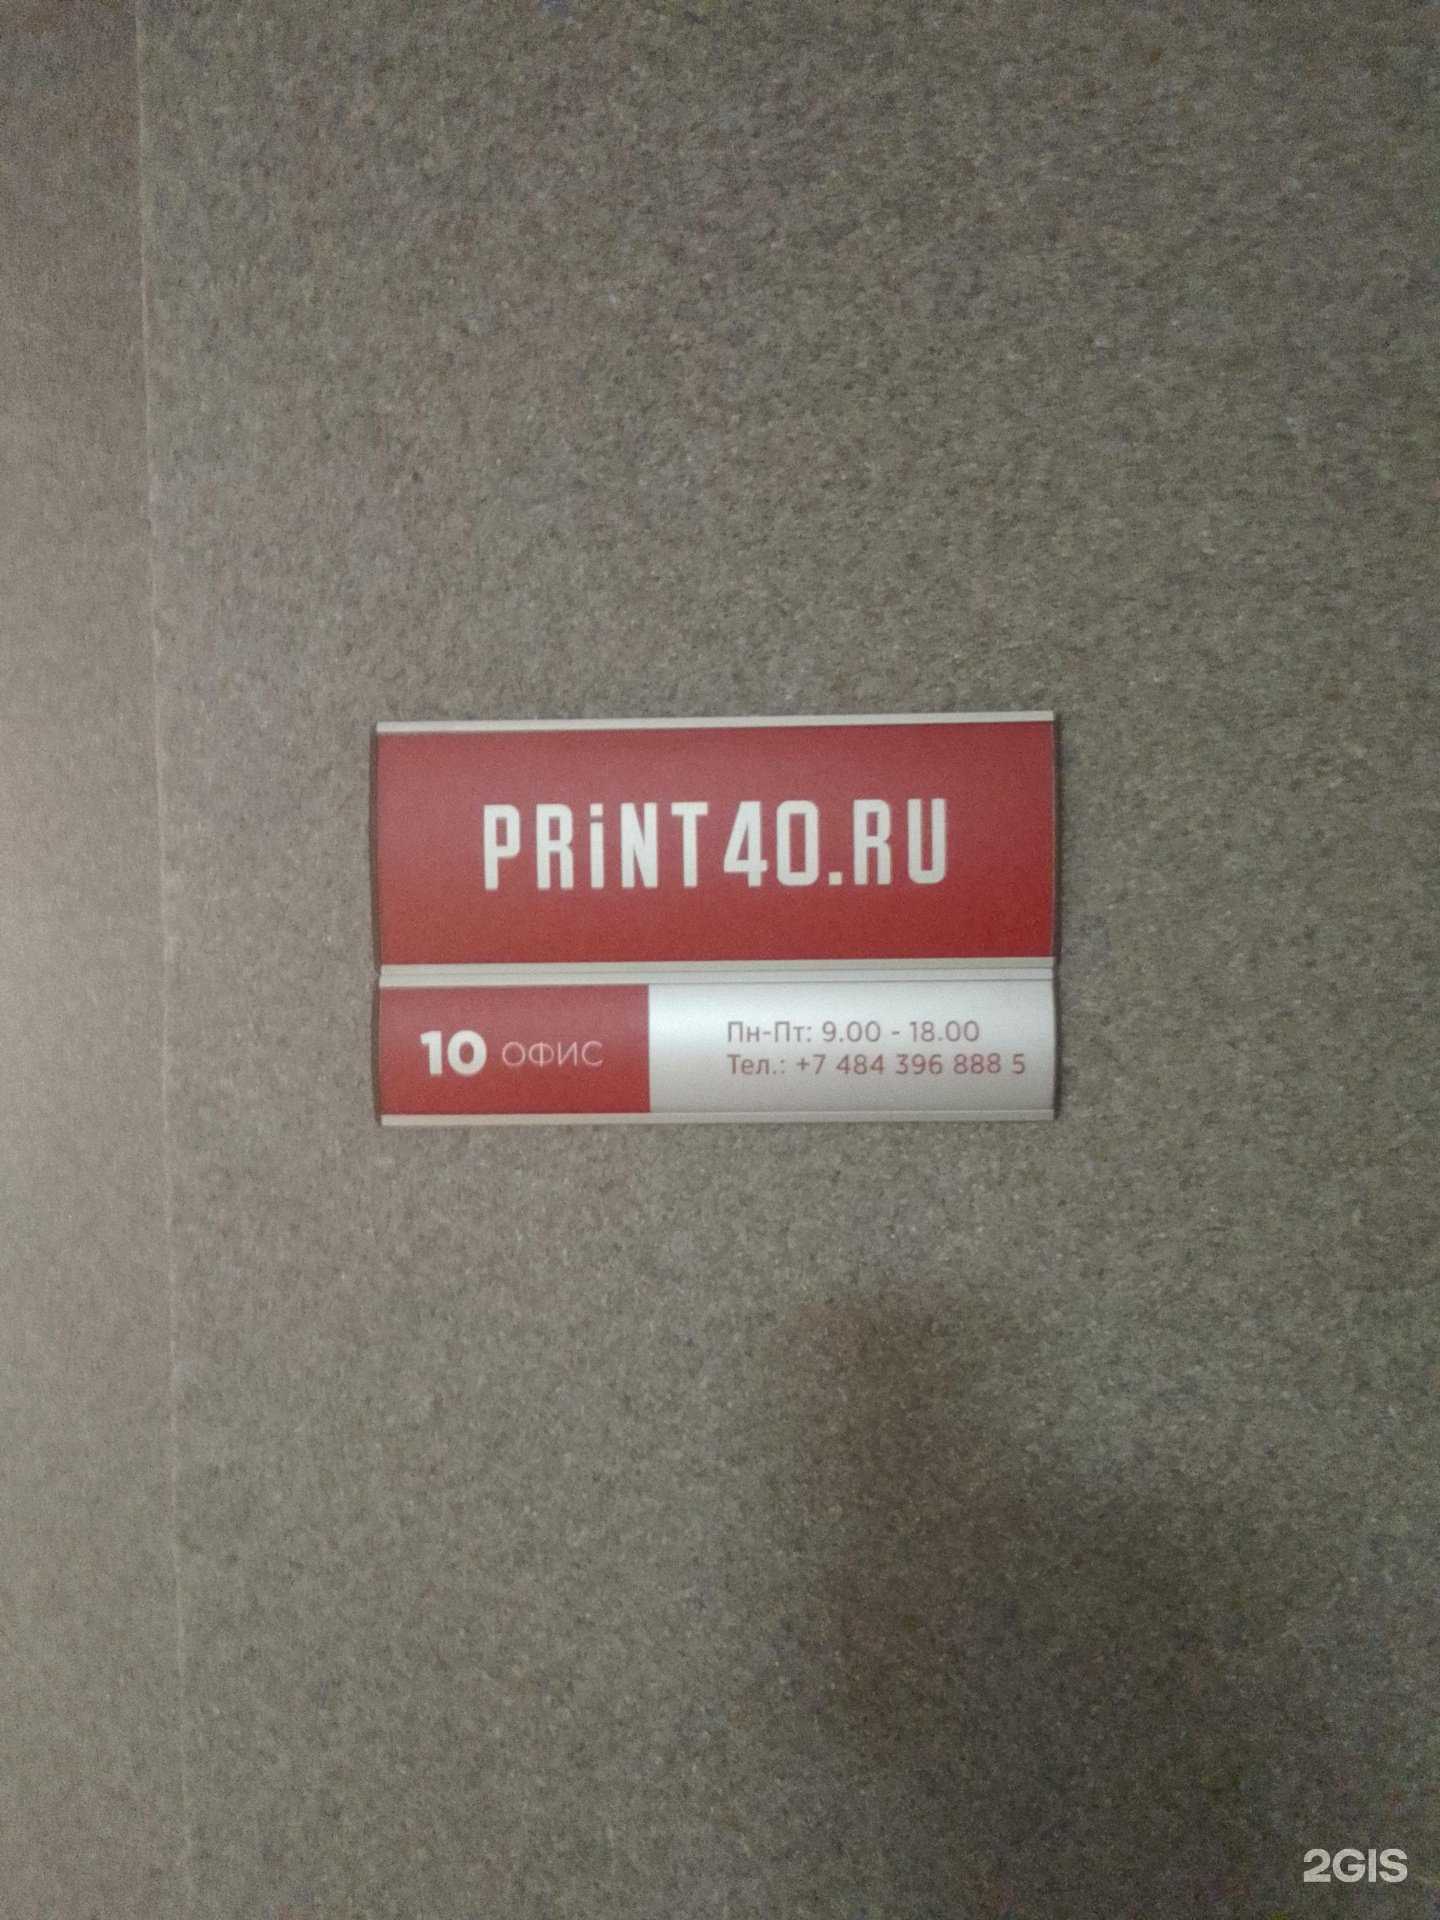 PRiNT40.RU
10 ОФИС
Пн-Пт: 9.00 - 18.00
Тел.: +7 484 396 888 5
2GIS